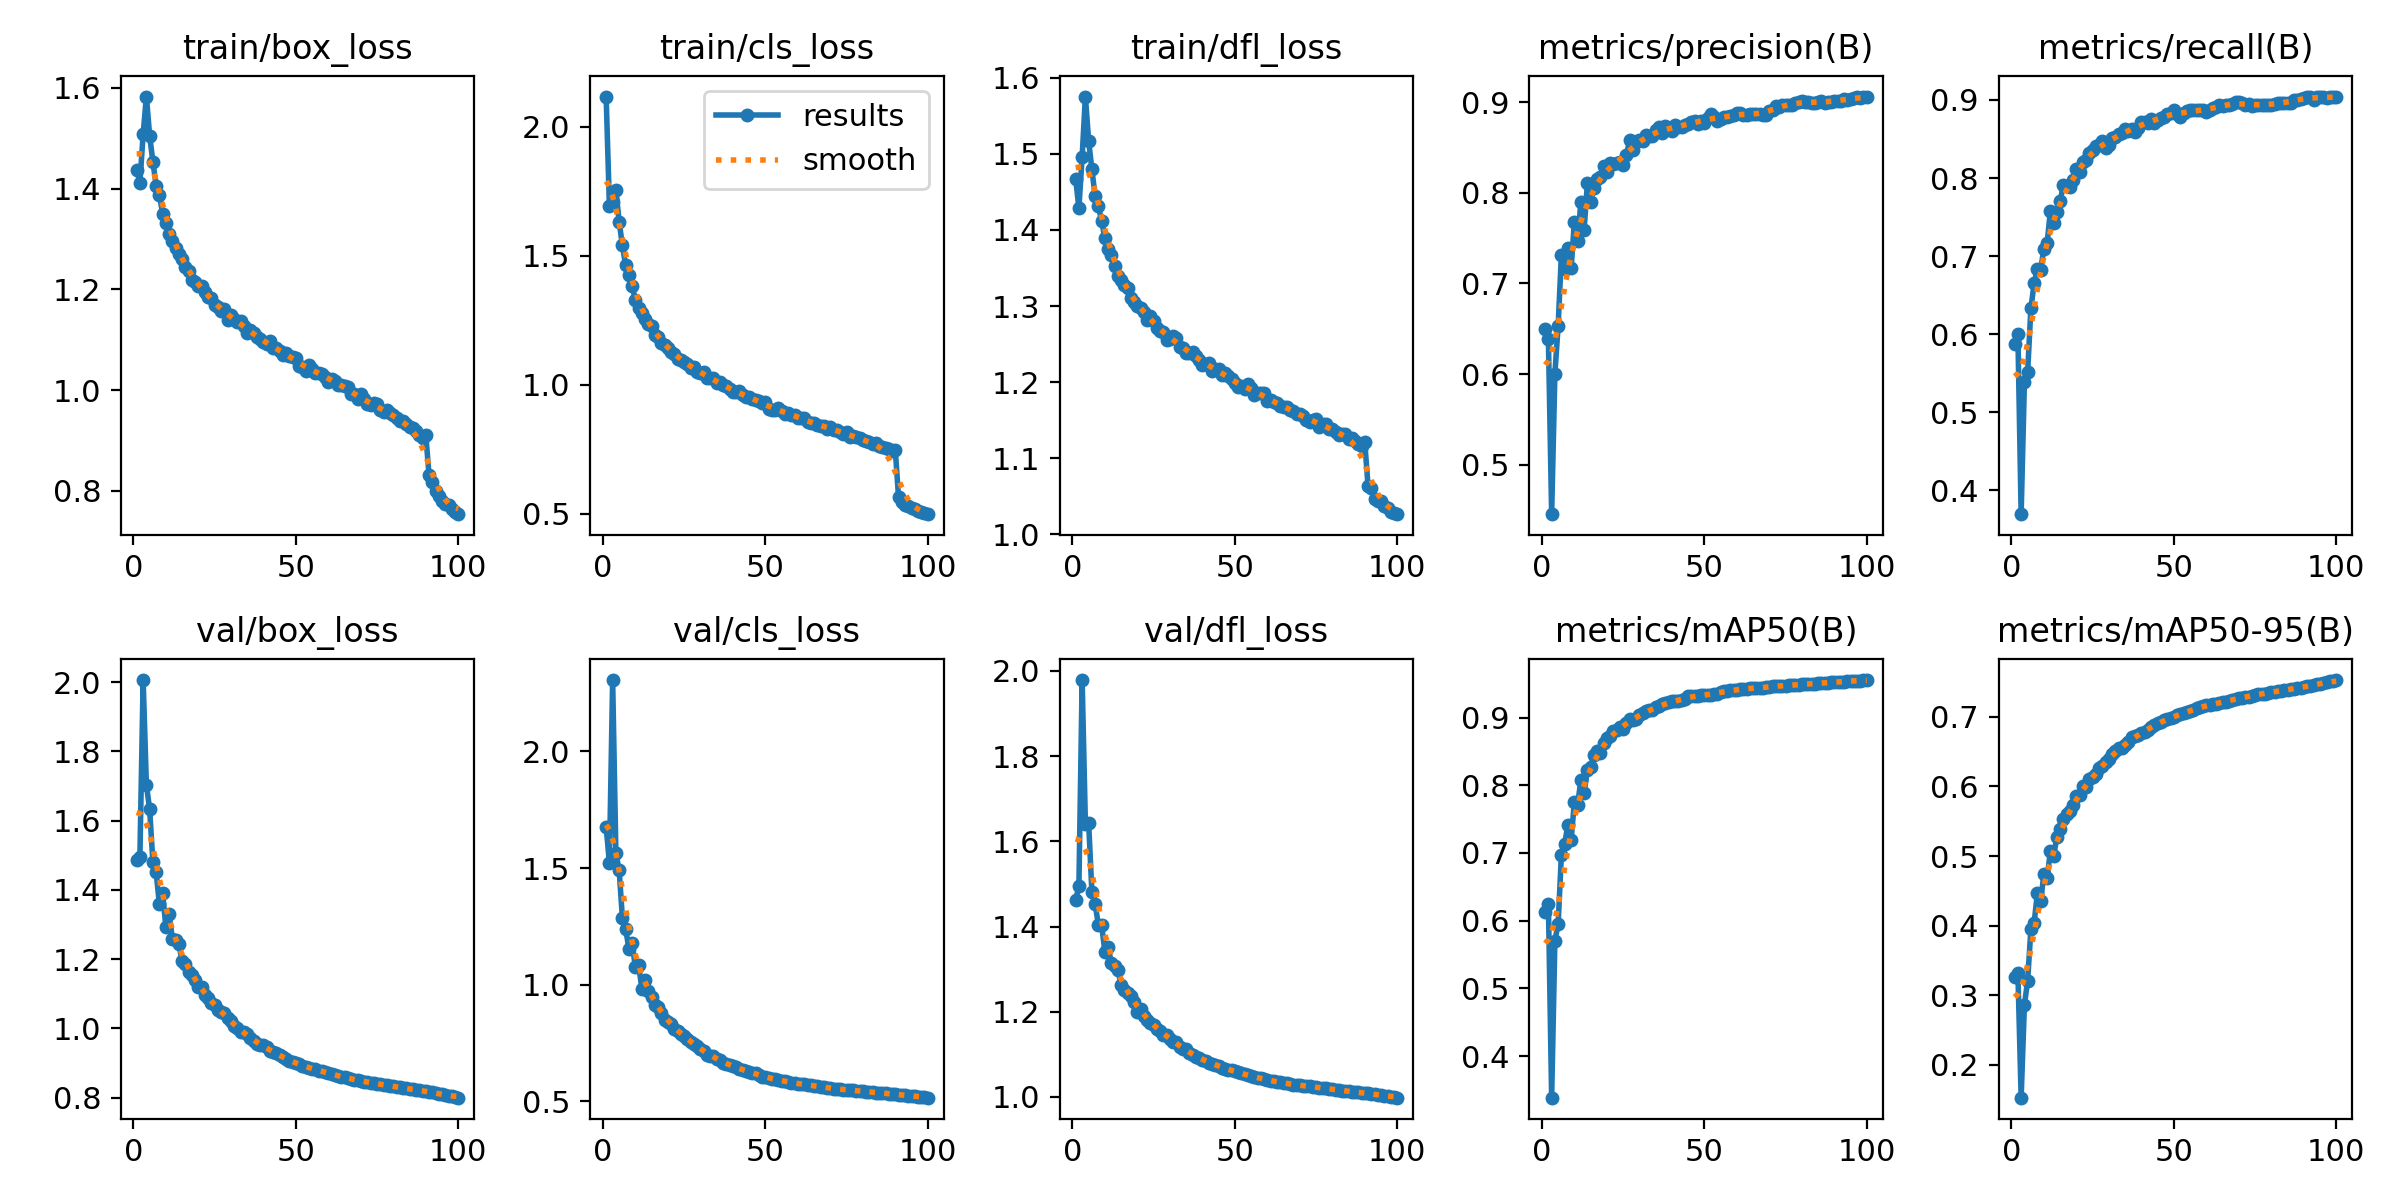 train/box_loss
1.6
1.4
1.2
1.0
0.8
0 50 100
train/cls_loss
results
smooth
2.0
1.5
1.0
0.5
0 50 100
train/dfl_loss
1.6
1.5
1.4
1.3
1.2
1.1
1.0
0 50 100
metrics/precision(B)
0.9
0.8
0.7
0.6
0.5
0 50 100
metrics/recall(B)
0.9
0.8
0.7
0.6
0.5
0.4
0 50 100
val/box_loss
2.0
1.8
1.6
1.4
1.2
1.0
0.8
0 50 100
val/cls_loss
2.0
1.5
1.0
0.5
0 50 100
val/dfl_loss
2.0
1.8
1.6
1.4
1.2
1.0
0 50 100
metrics/mAP50(B)
0.9
0.8
0.7
0.6
0.5
0.4
0 50 100
metrics/mAP50-95(B)
0.7
0.6
0.5
0.4
0.3
0.2
0 50 100